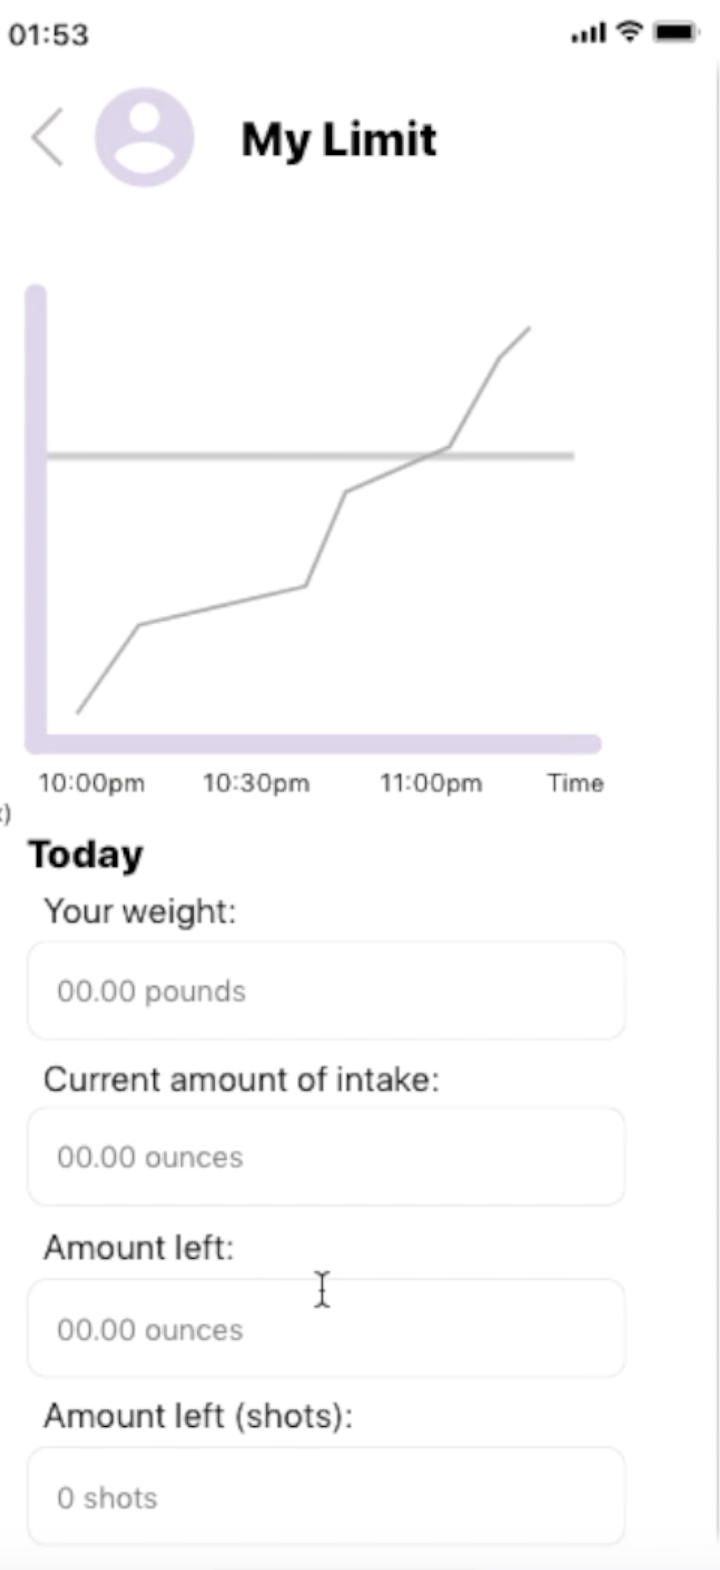 01:53
My Limit
10:00pm 10:30pm 11:00pm Time
)
Today
Your weight:
00.00 pounds
Current amount of intake:
00.00 ounces
Amount left:
00.00 ounces
Amount left (shots):
0 shots